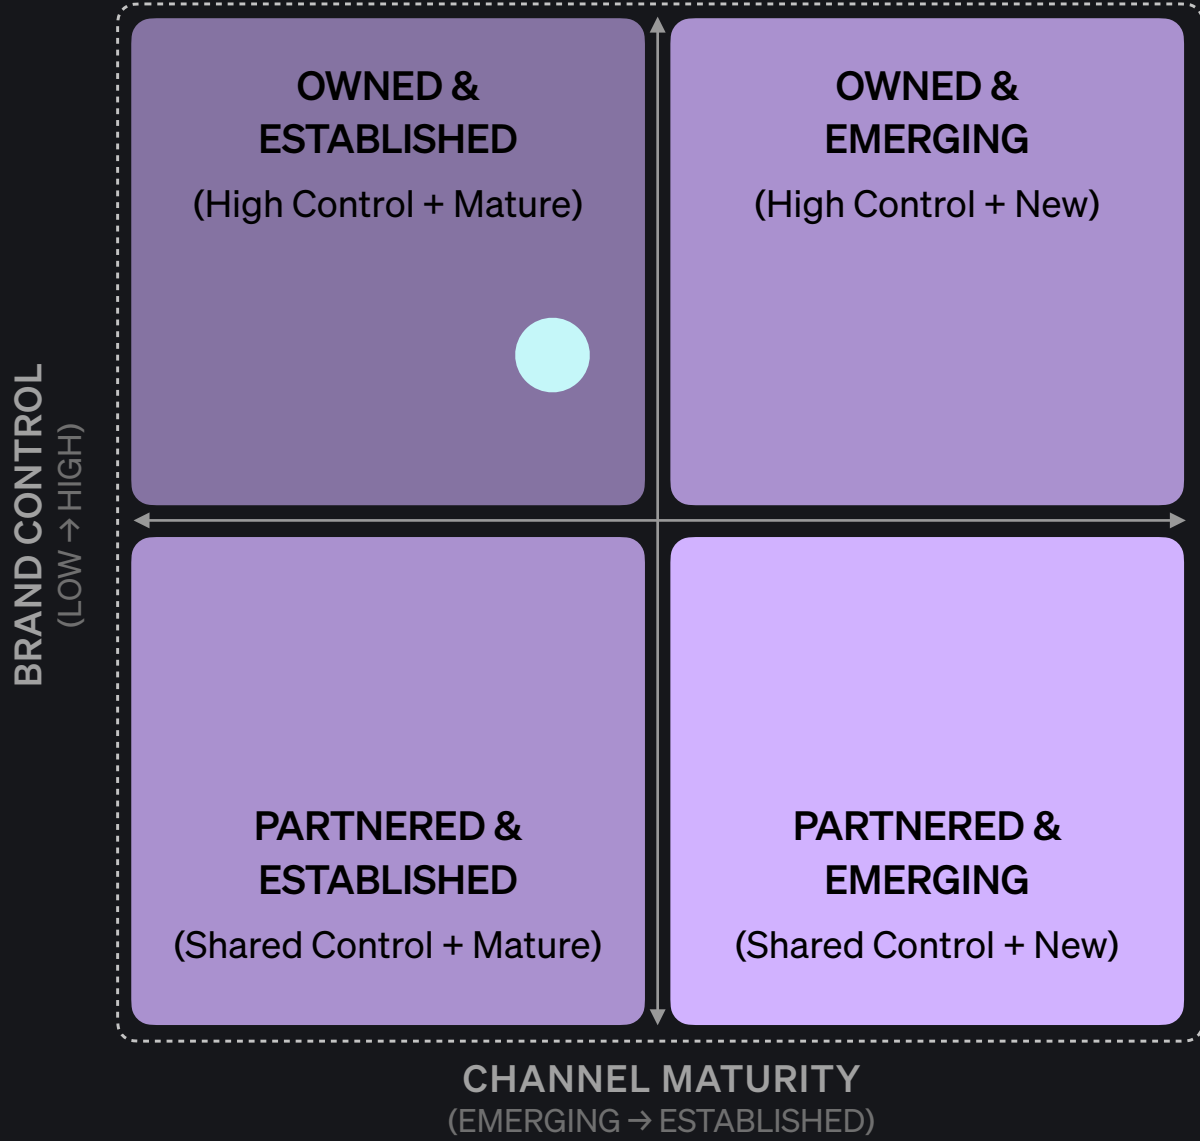 OWNED &
ESTABLISHED
(High Control + Mature)
OWNED &
EMERGING
(High Control + New)
BRAND CONTROL
(LOW → HIGH)
PARTNERED &
ESTABLISHED
(Shared Control + Mature)
PARTNERED &
EMERGING
(Shared Control + New)
CHANNEL MATURITY
(EMERGING → ESTABLISHED)